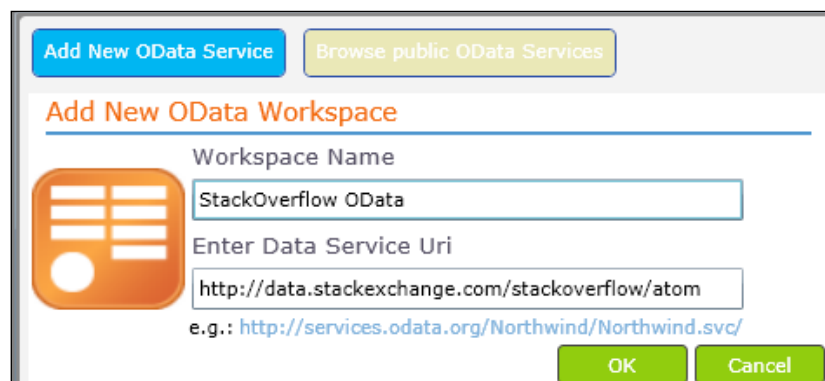 Add New OData Service Browse public OData Services
Add New OData Workspace
Workspace Name
StackOverflow OData
Enter Data Service Uri
http://data.stackexchange.com/stackoverflow/atom
e.g.: http://services.odata.org/Northwind/Northwind.svc/
OK Cancel